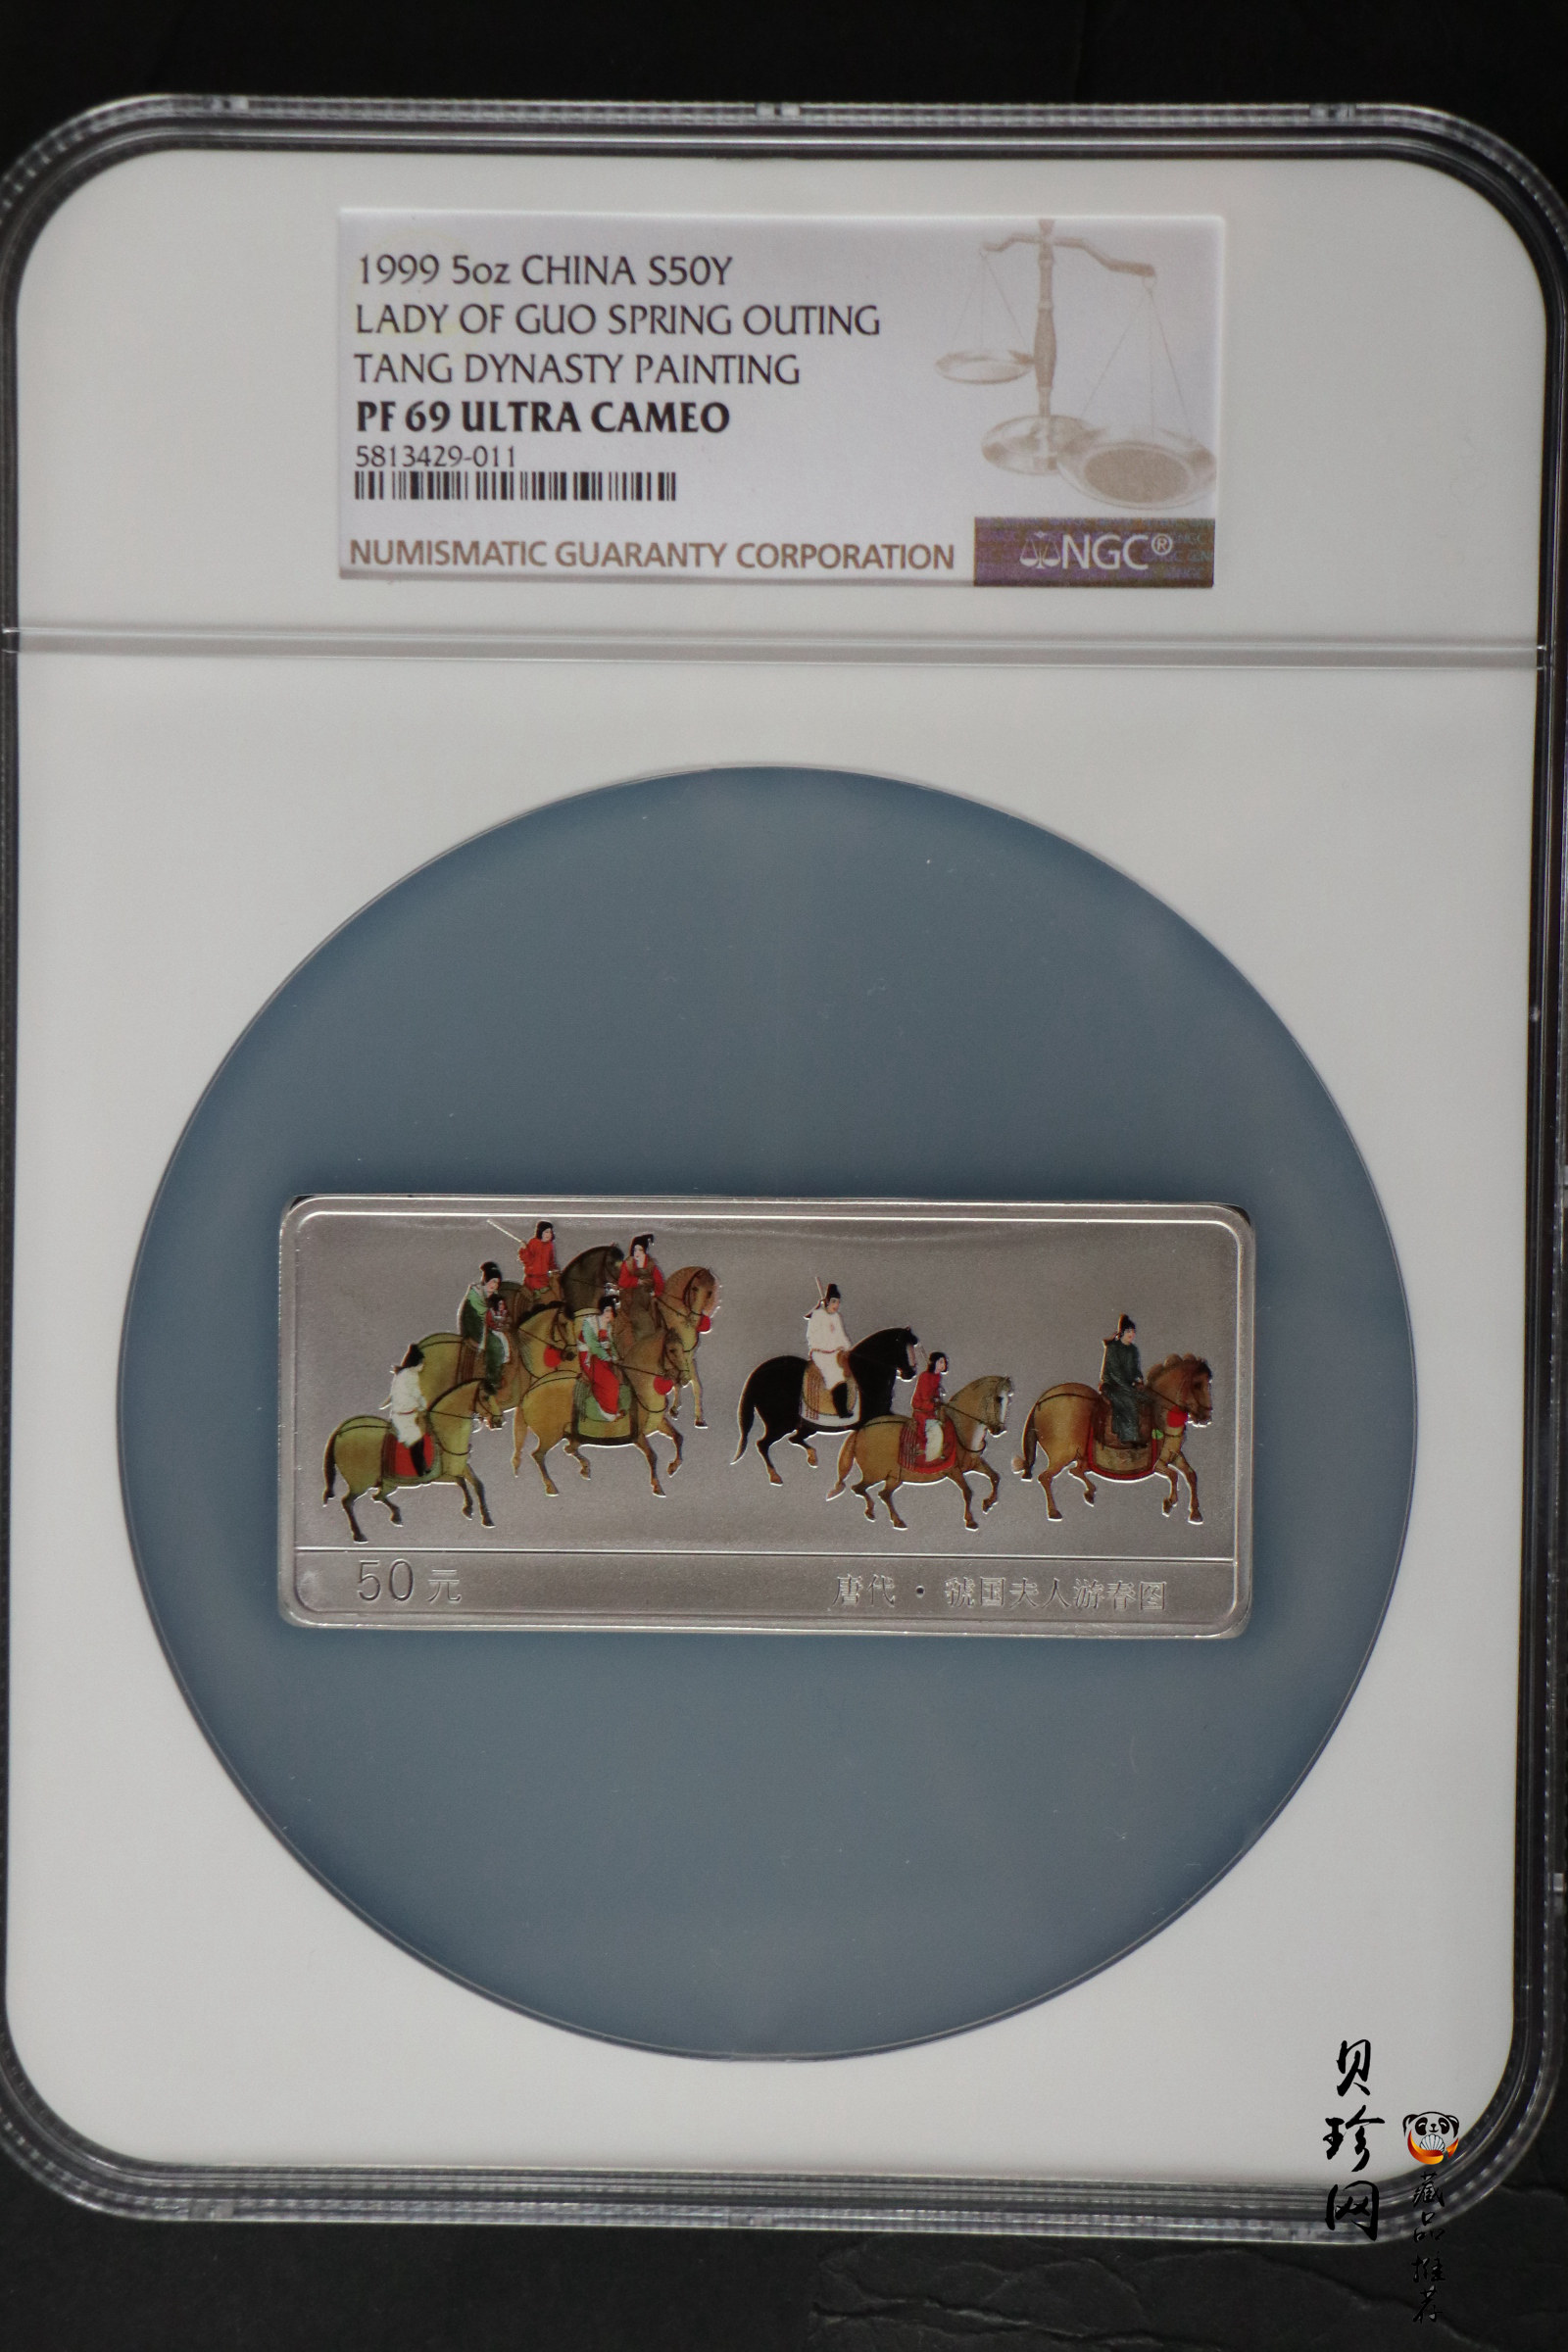 1999 5oz CHINA S50Y
LADY OF GUO SPRING OUTING
TANG DYNASTY PAINTING
PF 69 ULTRA CAMEO
5813429-011
NUMISMATIC GUARANTY CORPORATION
NGC®
50元
唐代·虢国夫人游春图
贝珍网
藏品推荐